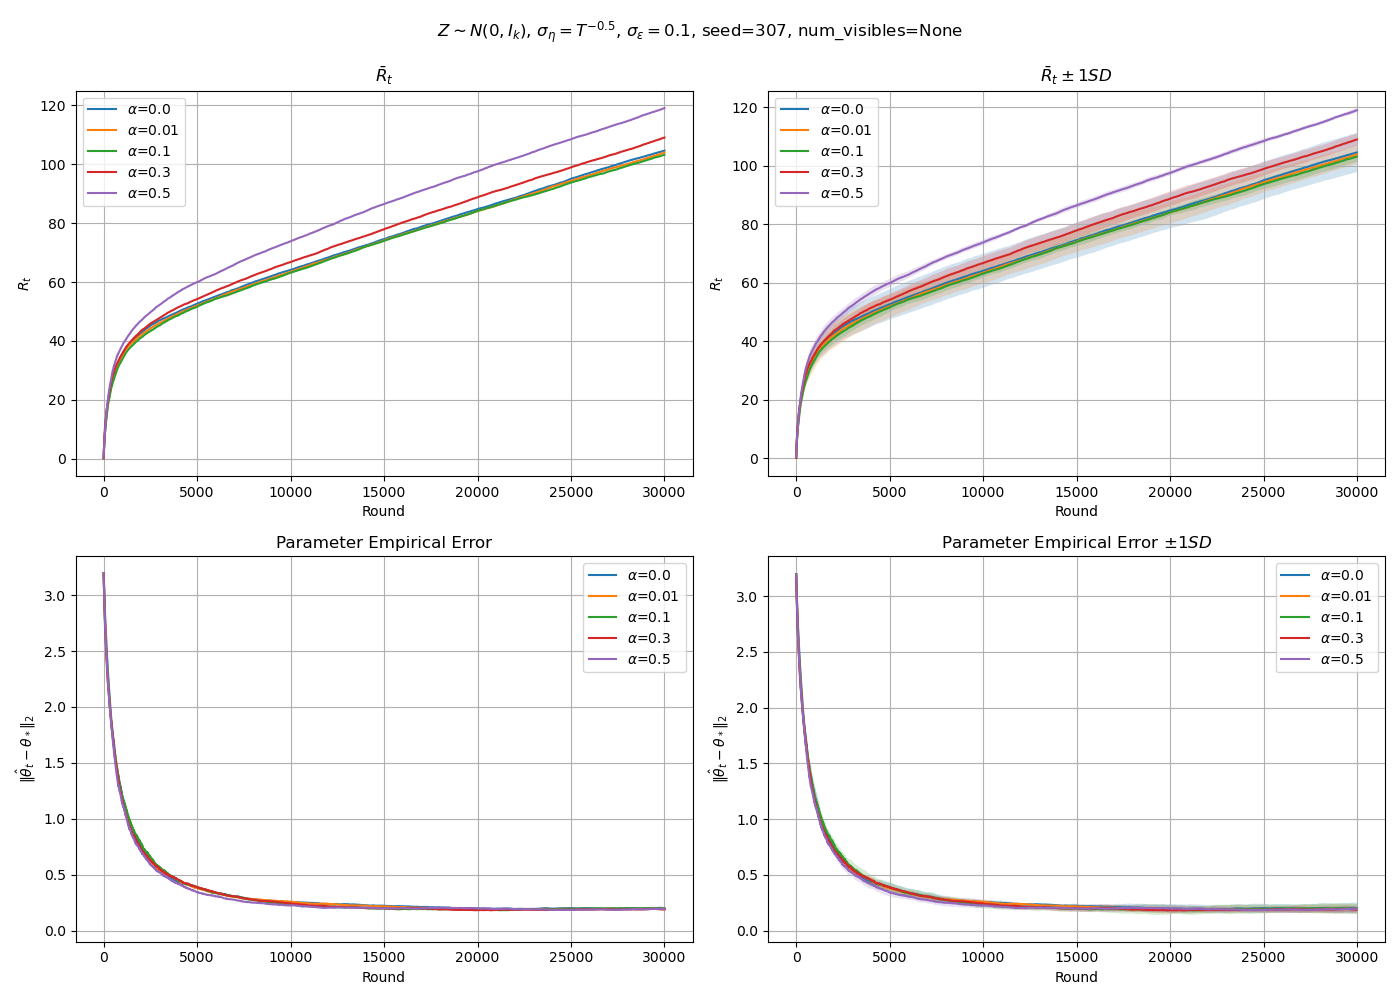 Z ∼ N(0, I_k), σ_η = T^{−0.5}, σ_ε = 0.1, seed=307, num_visibles=None
R̄_t
R_t
120
100
80
60
40
20
0
α=0.0
α=0.01
α=0.1
α=0.3
α=0.5
0 5000 10000 15000 20000 25000 30000
Round
R̄_t ± 1SD
R_t
120
100
80
60
40
20
0
α=0.0
α=0.01
α=0.1
α=0.3
α=0.5
0 5000 10000 15000 20000 25000 30000
Round
Parameter Empirical Error
‖θ̂_t − θ_*‖_2
3.0
2.5
2.0
1.5
1.0
0.5
0.0
α=0.0
α=0.01
α=0.1
α=0.3
α=0.5
0 5000 10000 15000 20000 25000 30000
Round
Parameter Empirical Error ±1SD
‖θ̂_t − θ_*‖_2
3.0
2.5
2.0
1.5
1.0
0.5
0.0
α=0.0
α=0.01
α=0.1
α=0.3
α=0.5
0 5000 10000 15000 20000 25000 30000
Round